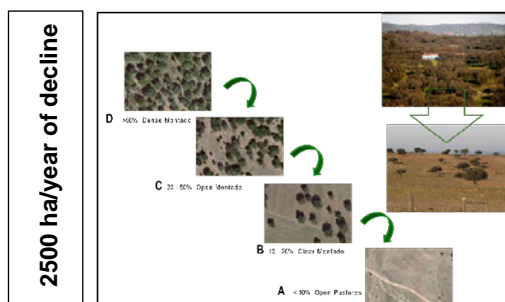 2500 ha/year of decline
D >50% Dense Montado
C 20 - 50% Open Montado
B 10 - 20% Clear Montado
A < 10% Open Pastures